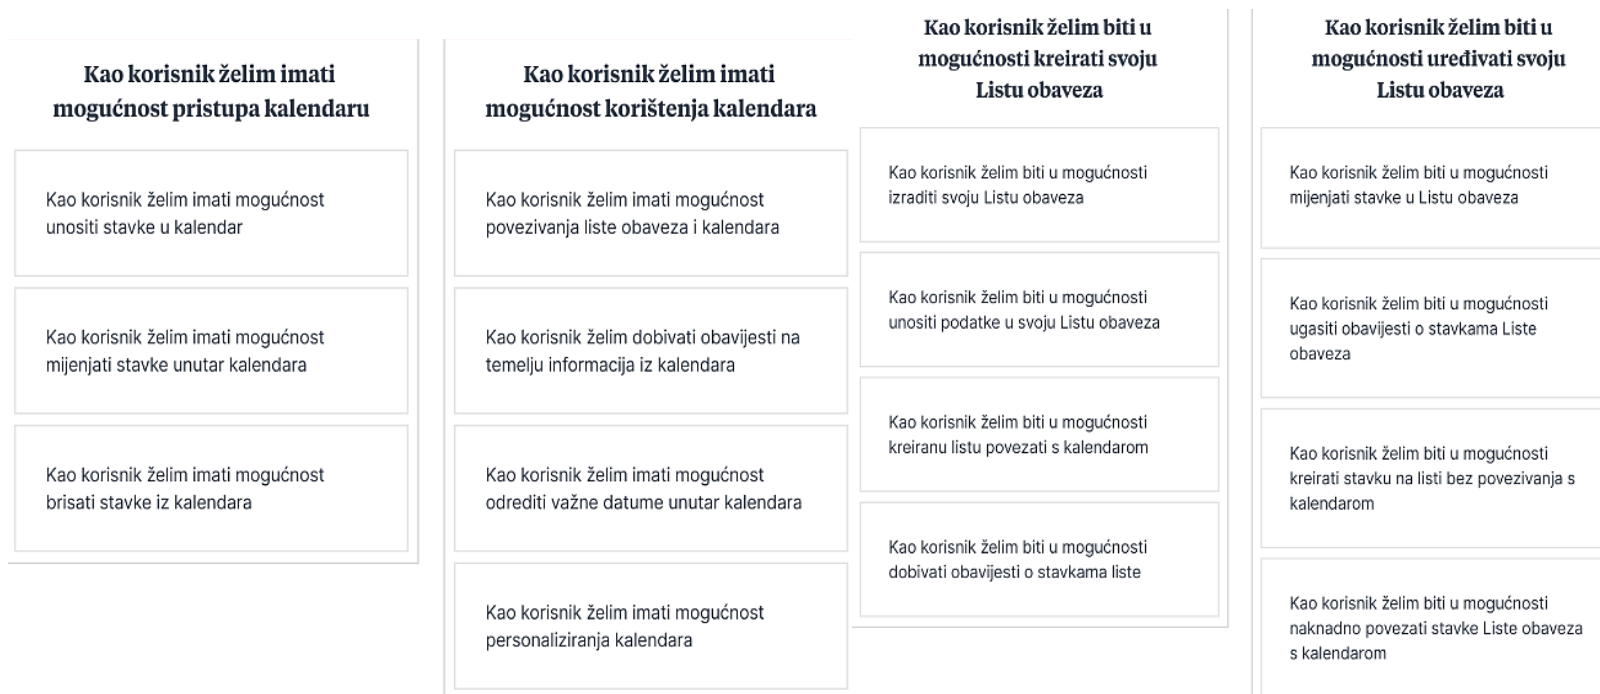 Kao korisnik želim imati
mogućnost pristupa kalendaru
Kao korisnik želim imati mogućnost
unositi stavke u kalendar
Kao korisnik želim imati mogućnost
mijenjati stavke unutar kalendara
Kao korisnik želim imati mogućnost
brisati stavke iz kalendara
Kao korisnik želim imati
mogućnost korištenja kalendara
Kao korisnik želim imati mogućnost
povezivanja liste obaveza i kalendara
Kao korisnik želim dobivati obavijesti na
temelju informacija iz kalendara
Kao korisnik želim imati mogućnost
odrediti važne datume unutar kalendara
Kao korisnik želim imati mogućnost
personaliziranja kalendara
Kao korisnik želim biti u
mogućnosti kreirati svoju
Listu obaveza
Kao korisnik želim biti u mogućnosti
izraditi svoju Listu obaveza
Kao korisnik želim biti u mogućnosti
unositi podatke u svoju Listu obaveza
Kao korisnik želim biti u mogućnosti
kreiranu listu povezati s kalendarom
Kao korisnik želim biti u mogućnosti
dobivati obavijesti o stavkama liste
Kao korisnik želim biti u
mogućnosti uređivati svoju
Listu obaveza
Kao korisnik želim biti u mogućnosti
mijenjati stavke u Listu obaveza
Kao korisnik želim biti u mogućnosti
ugasiti obavijesti o stavkama Liste
obaveza
Kao korisnik želim biti u mogućnosti
kreirati stavku na listi bez povezivanja s
kalendarom
Kao korisnik želim biti u mogućnosti
naknadno povezati stavke Liste obaveza
s kalendarom